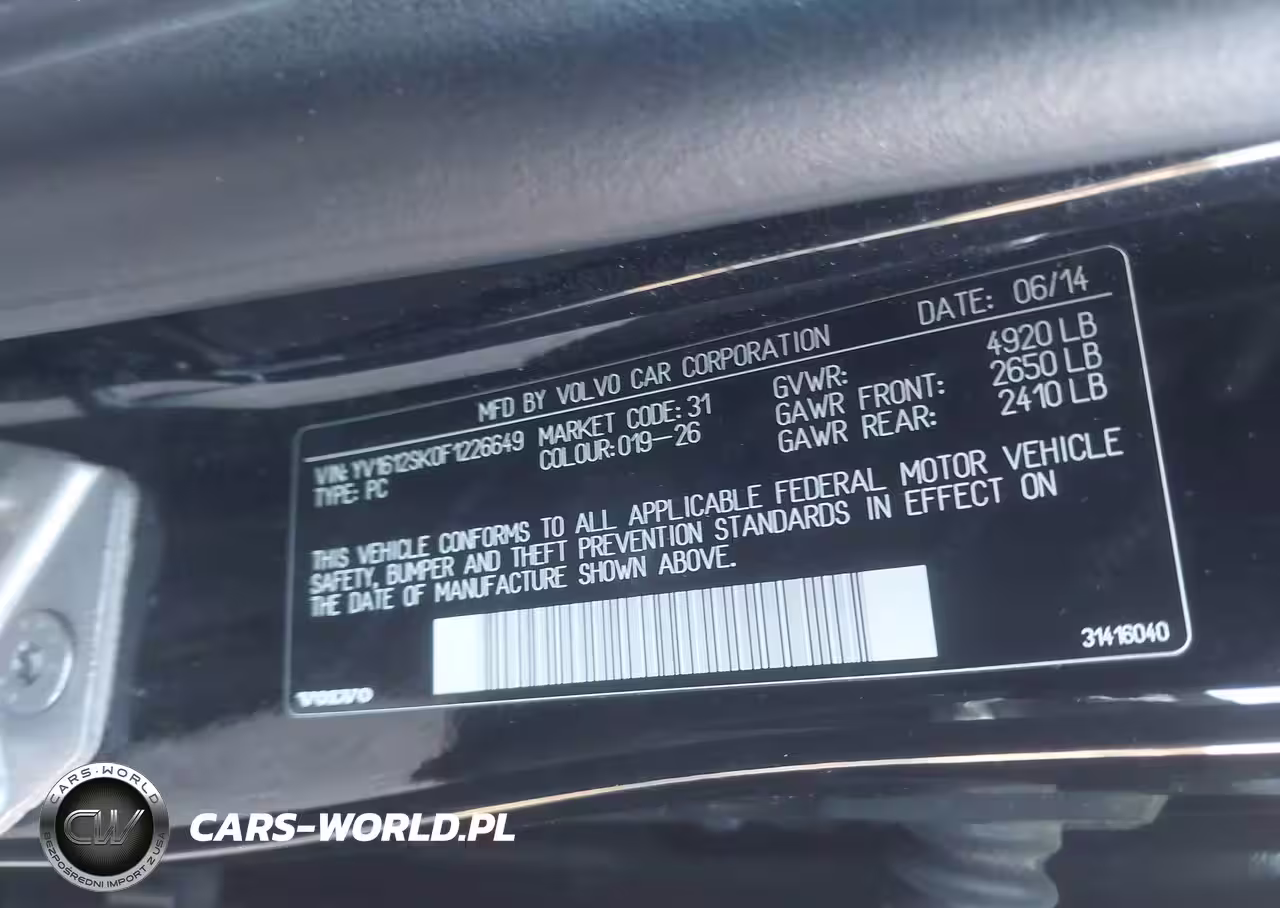 MFD BY VOLVO CAR CORPORATION DATE: 06/14
VIN: YV1612SK0F1226649 MARKET CODE: 31 GVWR: 4920 LB
TYPE: PC COLOUR: 019-26 GAWR FRONT: 2650 LB
GAWR REAR: 2410 LB
THIS VEHICLE CONFORMS TO ALL APPLICABLE FEDERAL MOTOR VEHICLE
SAFETY, BUMPER AND THEFT PREVENTION STANDARDS IN EFFECT ON
THE DATE OF MANUFACTURE SHOWN ABOVE.
31416040
VOLVO
CARS-WORLD
CW
BEZPOŚREDNI IMPORT Z USA
CARS-WORLD.PL